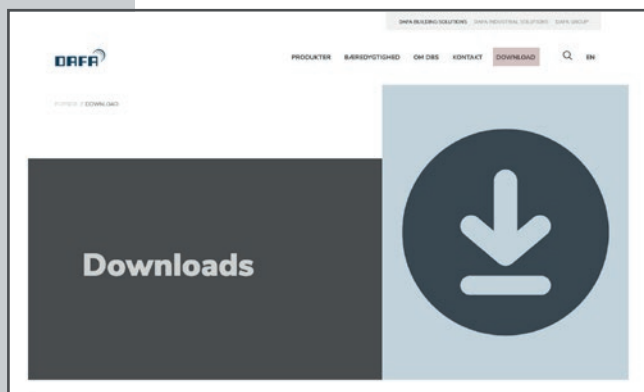 DAFA BUILDING SOLUTIONS DAFA INDUSTRIAL SOLUTIONS DAFA GROUP
DAFA
PRODUKTER BÆREDYGTIGHED OM DBS KONTAKT DOWNLOAD EN
/ DOWNLOAD
Downloads